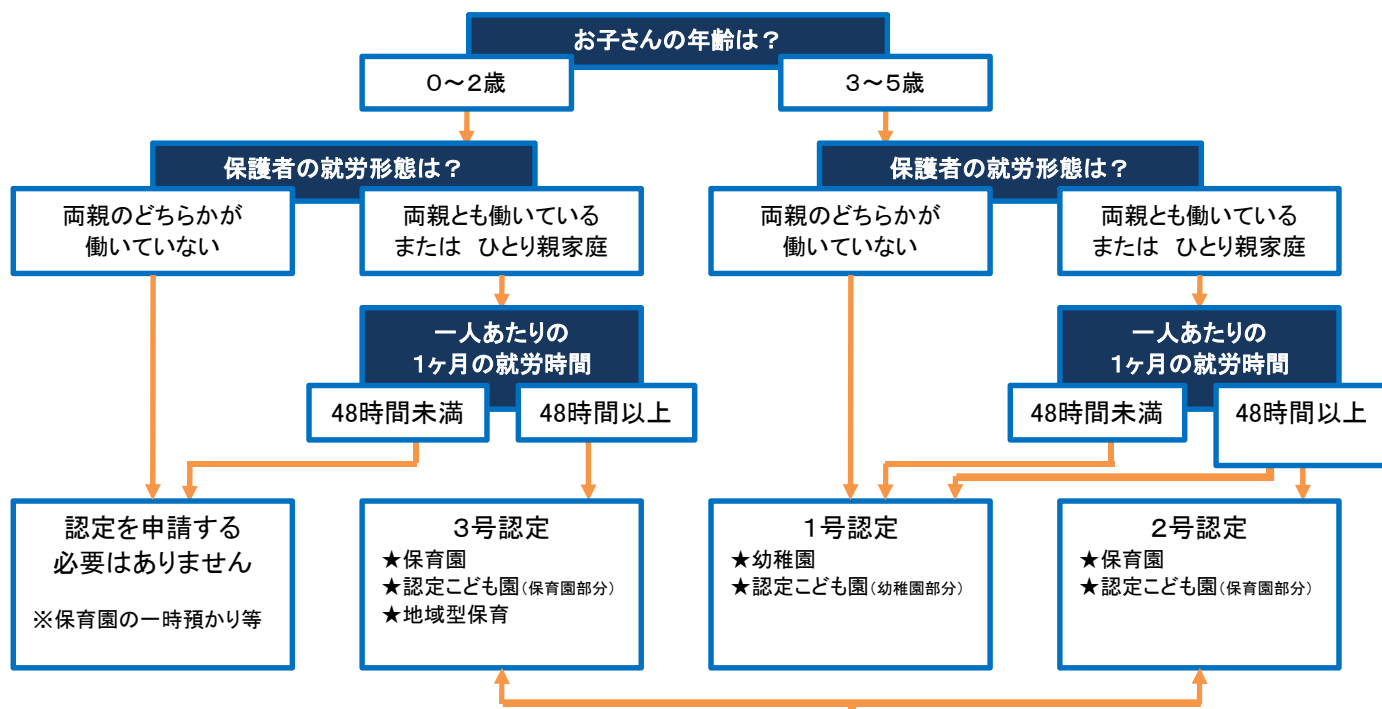 お子さんの年齢は？
０～２歳
３～５歳
保護者の就労形態は？
保護者の就労形態は？
両親のどちらかが
働いていない
両親とも働いている
または　ひとり親家庭
両親のどちらかが
働いていない
両親とも働いている
または　ひとり親家庭
一人あたりの
１ヶ月の就労時間
一人あたりの
１ヶ月の就労時間
48時間未満
48時間以上
48時間未満
48時間以上
認定を申請する
必要はありません
※保育園の一時預かり等
３号認定
★保育園
★認定こども園（保育園部分）
★地域型保育
１号認定
★幼稚園
★認定こども園（幼稚園部分）
２号認定
★保育園
★認定こども園（保育園部分）